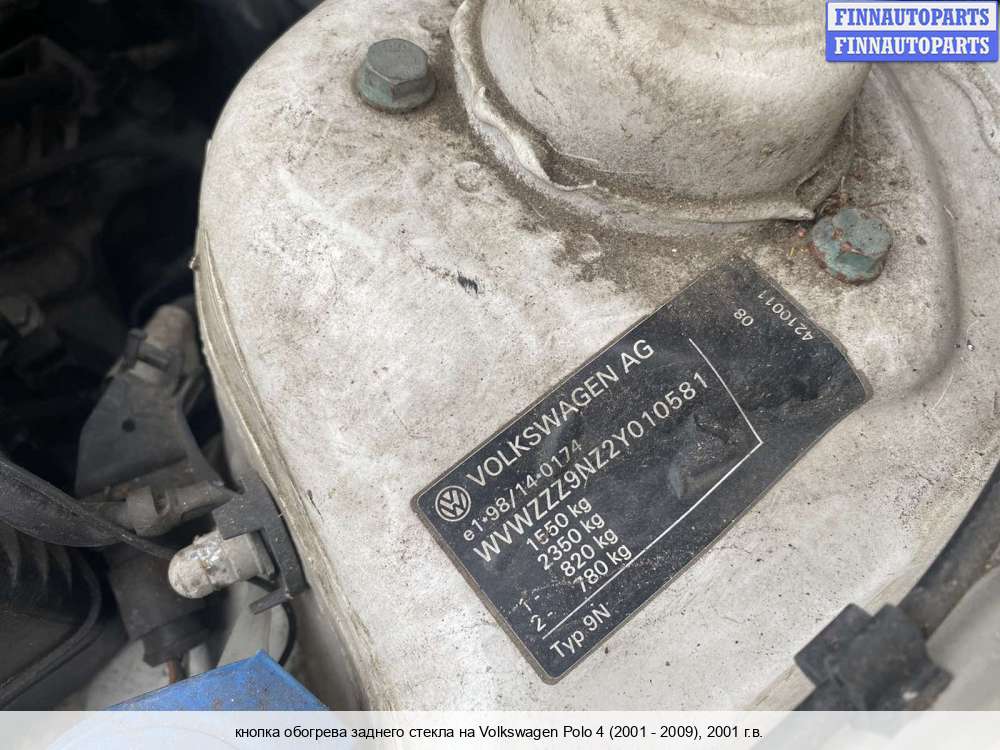 FINNAUTOPARTS
FINNAUTOPARTS
4210011
08
VOLKSWAGEN AG
e1*98/14*0174
WVWZZZ9NZ2Y010581
1550 kg
2350 kg
1- 820 kg
2- 780 kg
Typ 9N
кнопка обогрева заднего стекла на Volkswagen Polo 4 (2001 - 2009), 2001 г.в.